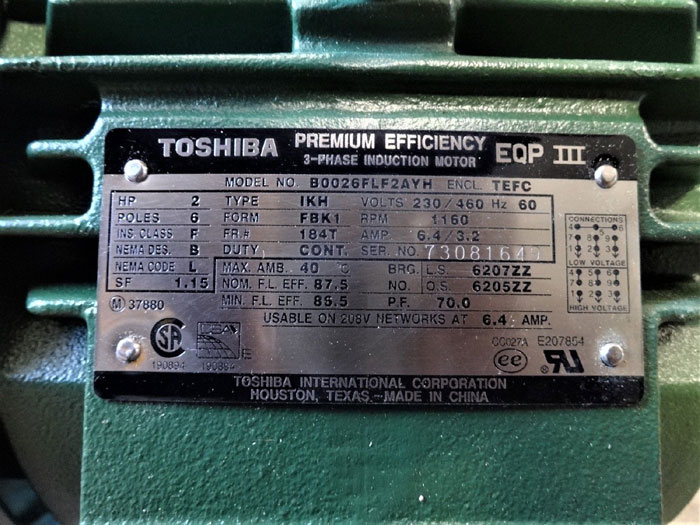 TOSHIBA PREMIUM EFFICIENCY EQP III
3-PHASE INDUCTION MOTOR
MODEL NO. B0026FLF2AYH ENCL. TEFC
HP 2 TYPE IKH VOLTS 230/460 Hz 60
POLES 6 FORM FBK1 RPM 1160
INS. CLASS F FR.# 184T AMP. 6.4/3.2
NEMA DES. B DUTY CONT. SER. NO.
NEMA CODE L MAX. AMB. 40 °C BRG. L.S. 6207ZZ
SF 1.15 NOM. F.L EFF. 87.5 NO. O.S. 6205ZZ
MIN. F.L EFF. 85.5 P.F. 70.0
CONNECTIONS
LOW VOLTAGE
HIGH VOLTAGE
M 37880
USABLE ON 208V NETWORKS AT 6.4 AMP.
CC027A E207854
ee
190894 190894
TOSHIBA INTERNATIONAL CORPORATION
HOUSTON, TEXAS-MADE IN CHINA